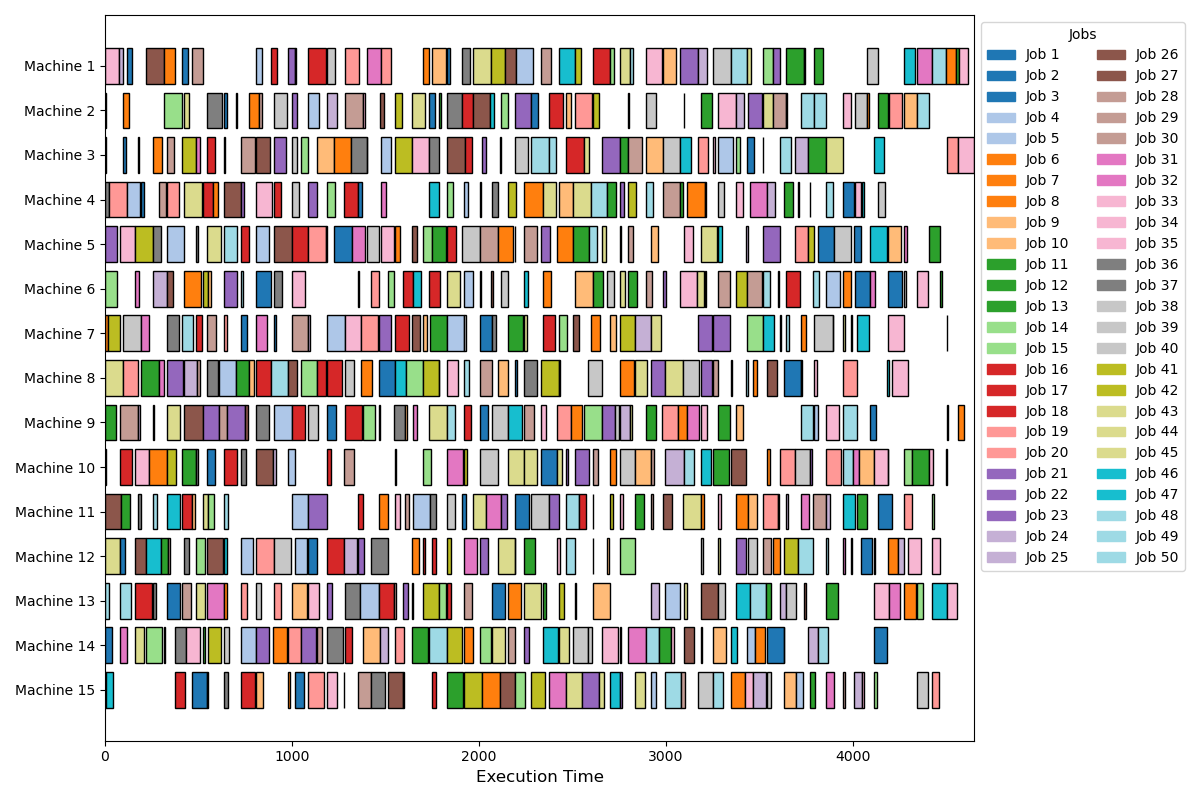 Machine 1
Machine 2
Machine 3
Machine 4
Machine 5
Machine 6
Machine 7
Machine 8
Machine 9
Machine 10
Machine 11
Machine 12
Machine 13
Machine 14
Machine 15
0 1000 2000 3000 4000
Execution Time
Jobs
Job 1 Job 26
Job 2 Job 27
Job 3 Job 28
Job 4 Job 29
Job 5 Job 30
Job 6 Job 31
Job 7 Job 32
Job 8 Job 33
Job 9 Job 34
Job 10 Job 35
Job 11 Job 36
Job 12 Job 37
Job 13 Job 38
Job 14 Job 39
Job 15 Job 40
Job 16 Job 41
Job 17 Job 42
Job 18 Job 43
Job 19 Job 44
Job 20 Job 45
Job 21 Job 46
Job 22 Job 47
Job 23 Job 48
Job 24 Job 49
Job 25 Job 50